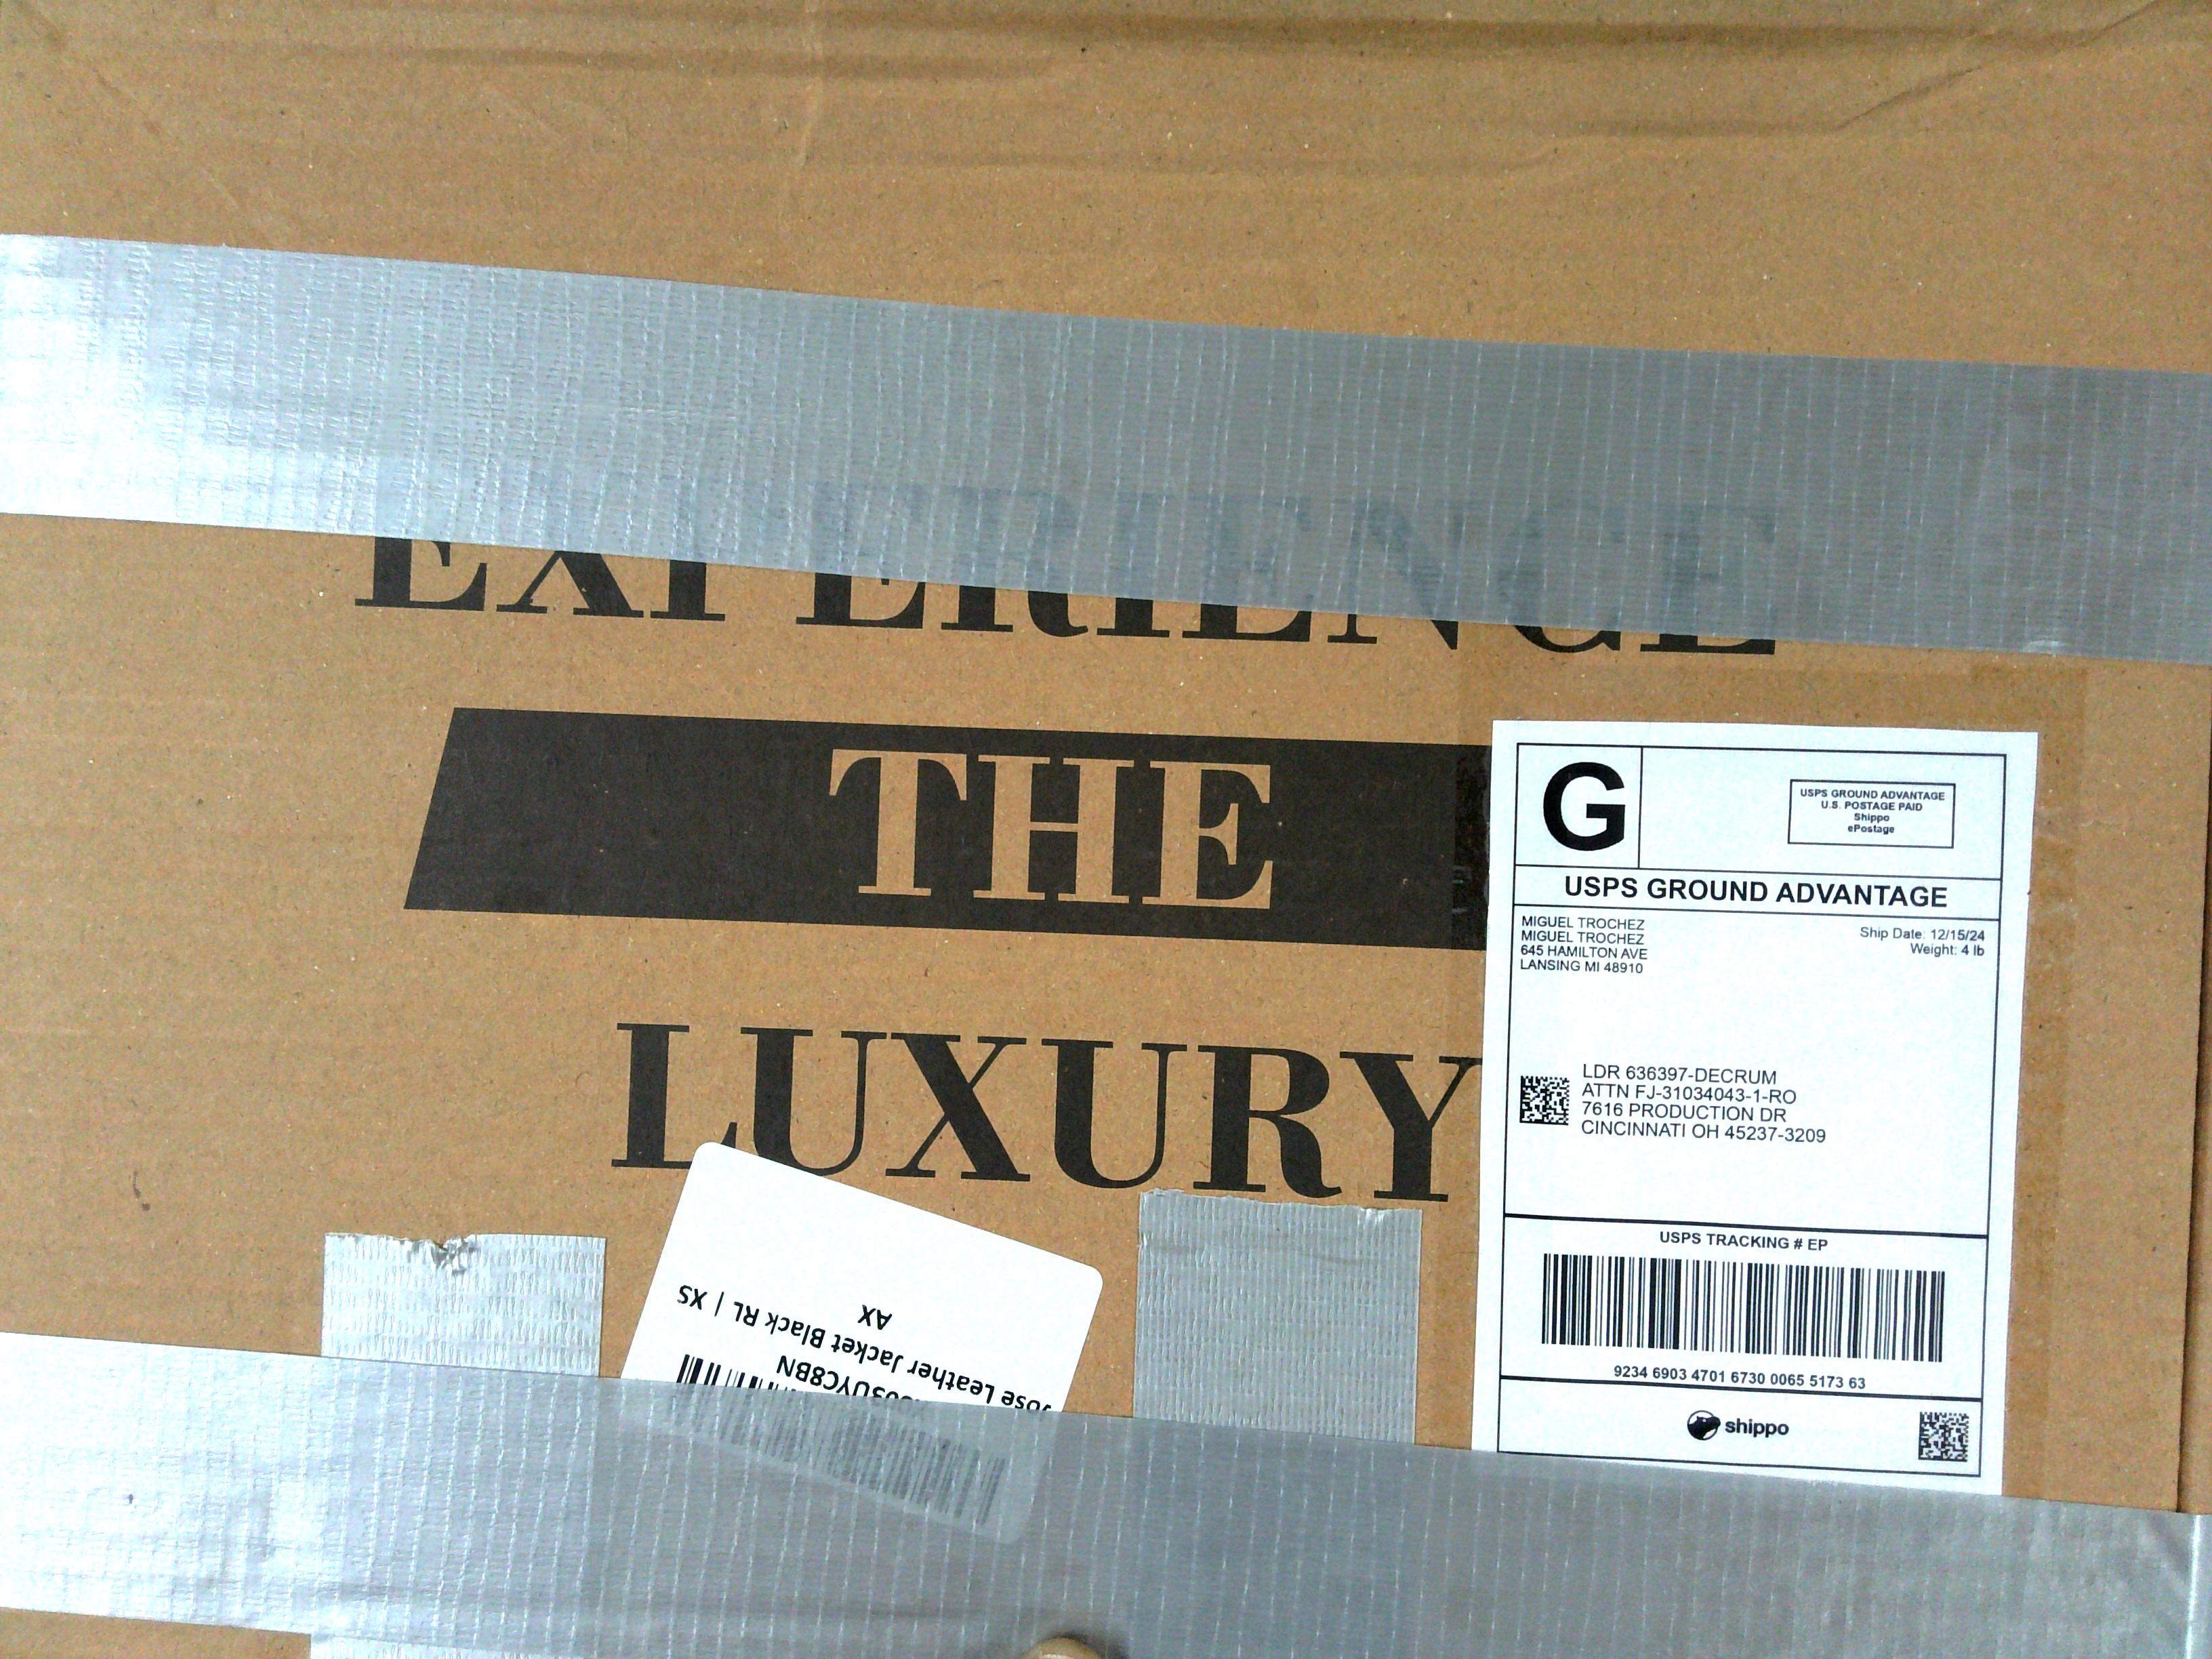 EXPERIENCE
THE
LUXURY
G
USPS GROUND ADVANTAGE
U.S. POSTAGE PAID
Shippo
ePostage
USPS GROUND ADVANTAGE
MIGUEL TROCHEZ
MIGUEL TROCHEZ
645 HAMILTON AVE
LANSING MI 48910
Ship Date: 12/15/24
Weight: 4 lb
LDR 636397-DECRUM
ATTN FJ-31034043-1-RO
7616 PRODUCTION DR
CINCINNATI OH 45237-3209
USPS TRACKING # EP
9234 6903 4701 6730 0065 5173 63
shippo
Leather Jacket Black RL | XS
AX